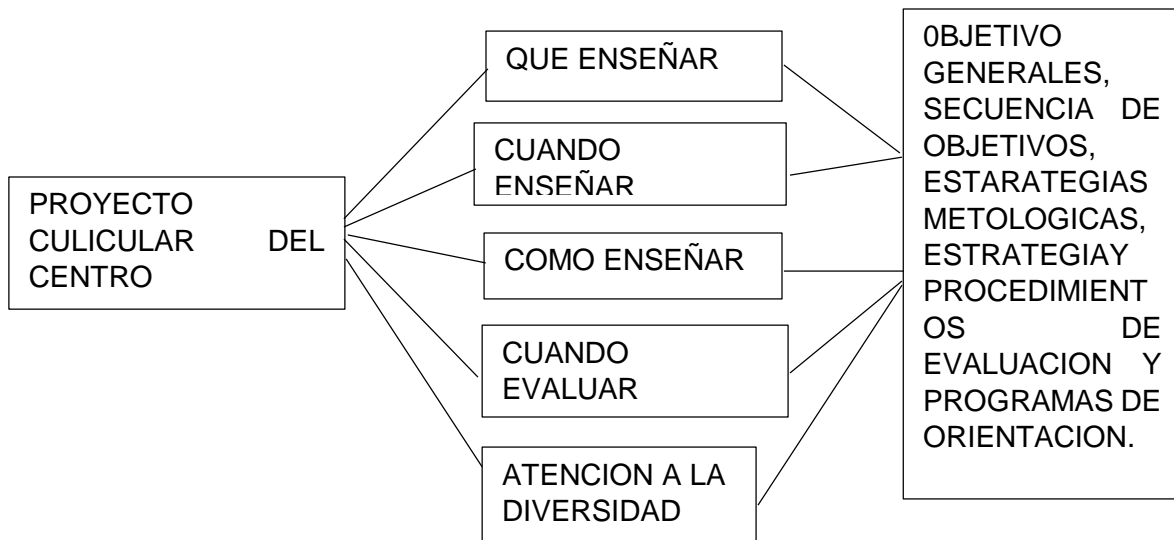 PROYECTO
CULICULAR DEL
CENTRO
QUE ENSEÑAR
CUANDO
ENSEÑAR
COMO ENSEÑAR
CUANDO
EVALUAR
ATENCION A LA
DIVERSIDAD
0BJETIVO
GENERALES,
SECUENCIA DE
OBJETIVOS,
ESTARATEGIAS
METOLOGICAS,
ESTRATEGIAY
PROCEDIMIENT
OS DE
EVALUACION Y
PROGRAMAS DE
ORIENTACION.